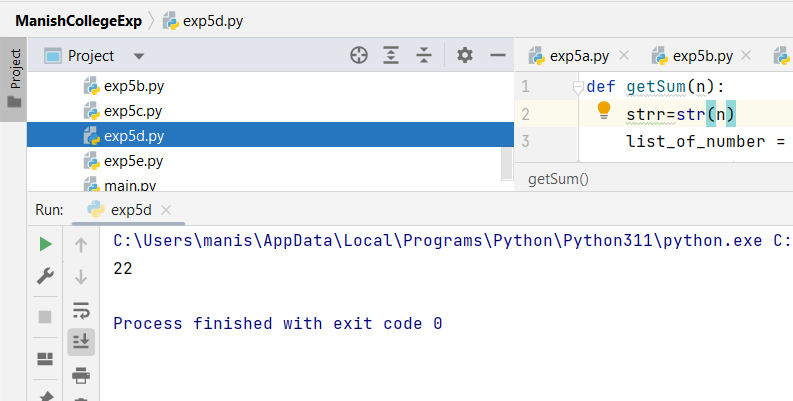 ManishCollegeExp > exp5d.py
Project
Project
exp5b.py
exp5c.py
exp5d.py
exp5e.py
main.py
exp5a.py
exp5b.py
1 def getSum(n):
2 strr=str(n)
3 list_of_number =
getSum()
Run: exp5d
C:\Users\manis\AppData\Local\Programs\Python\Python311\python.exe C:
22
Process finished with exit code 0